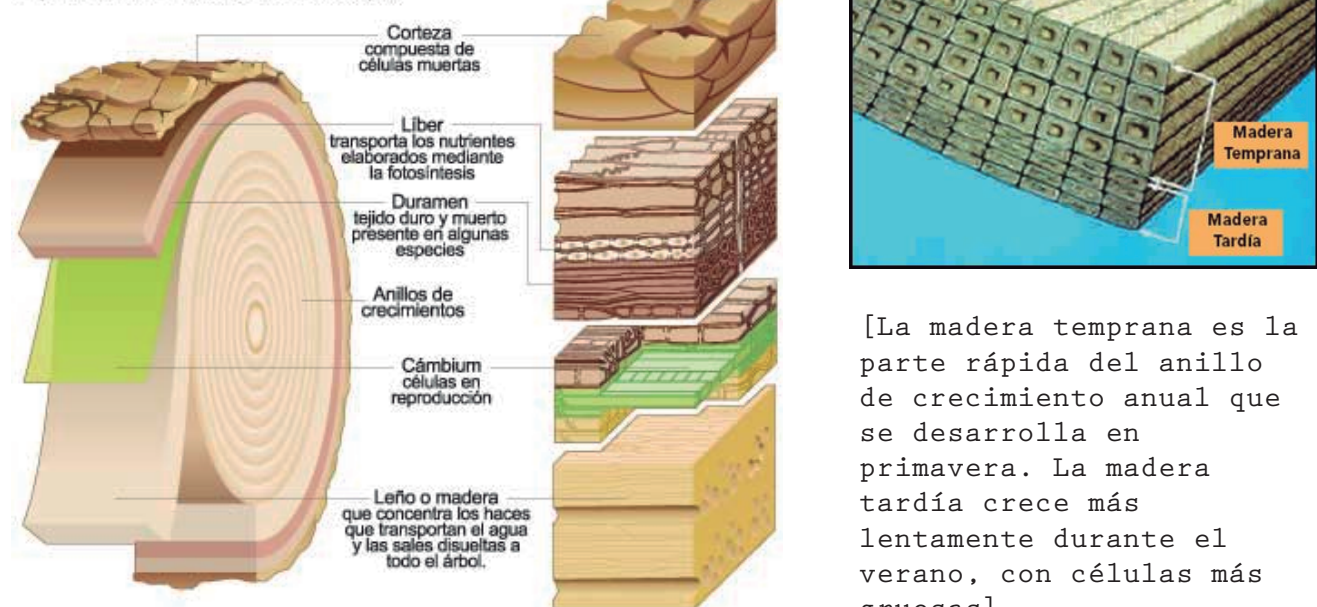 Corteza
compuesta de
células muertas
Líber
transporta los nutrientes
elaborados mediante
la fotosíntesis
Duramen
tejido duro y muerto
presente en algunas
especies
Anillos de
crecimientos
Cámbium
células en
reproducción
Leño o madera
que concentra los haces
que transportan el agua
y las sales disueltas a
todo el árbol.
Madera
Temprana
Madera
Tardía
[La madera temprana es la
parte rápida del anillo
de crecimiento anual que
se desarrolla en
primavera. La madera
tardía crece más
lentamente durante el
verano, con células más
gruesas]